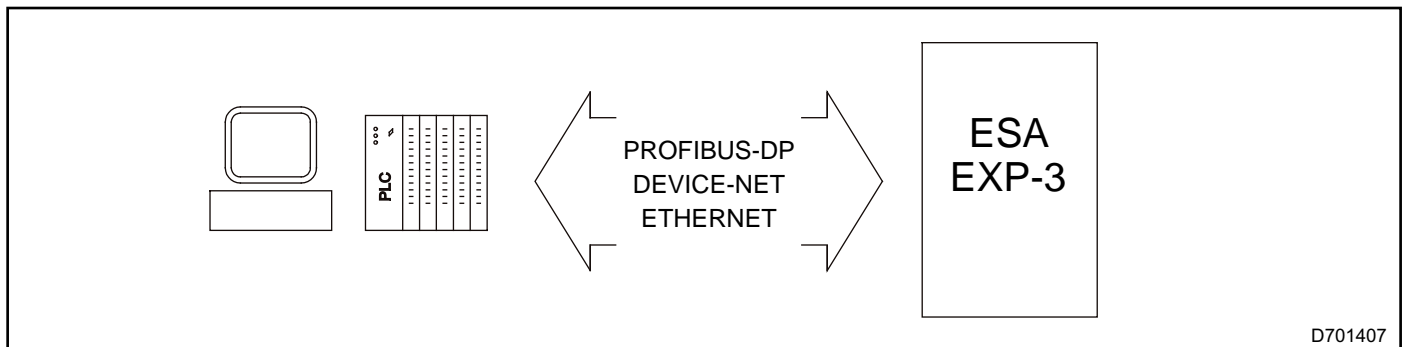 PLC
PROFIBUS-DP
DEVICE-NET
ETHERNET
ESA
EXP-3
D701407